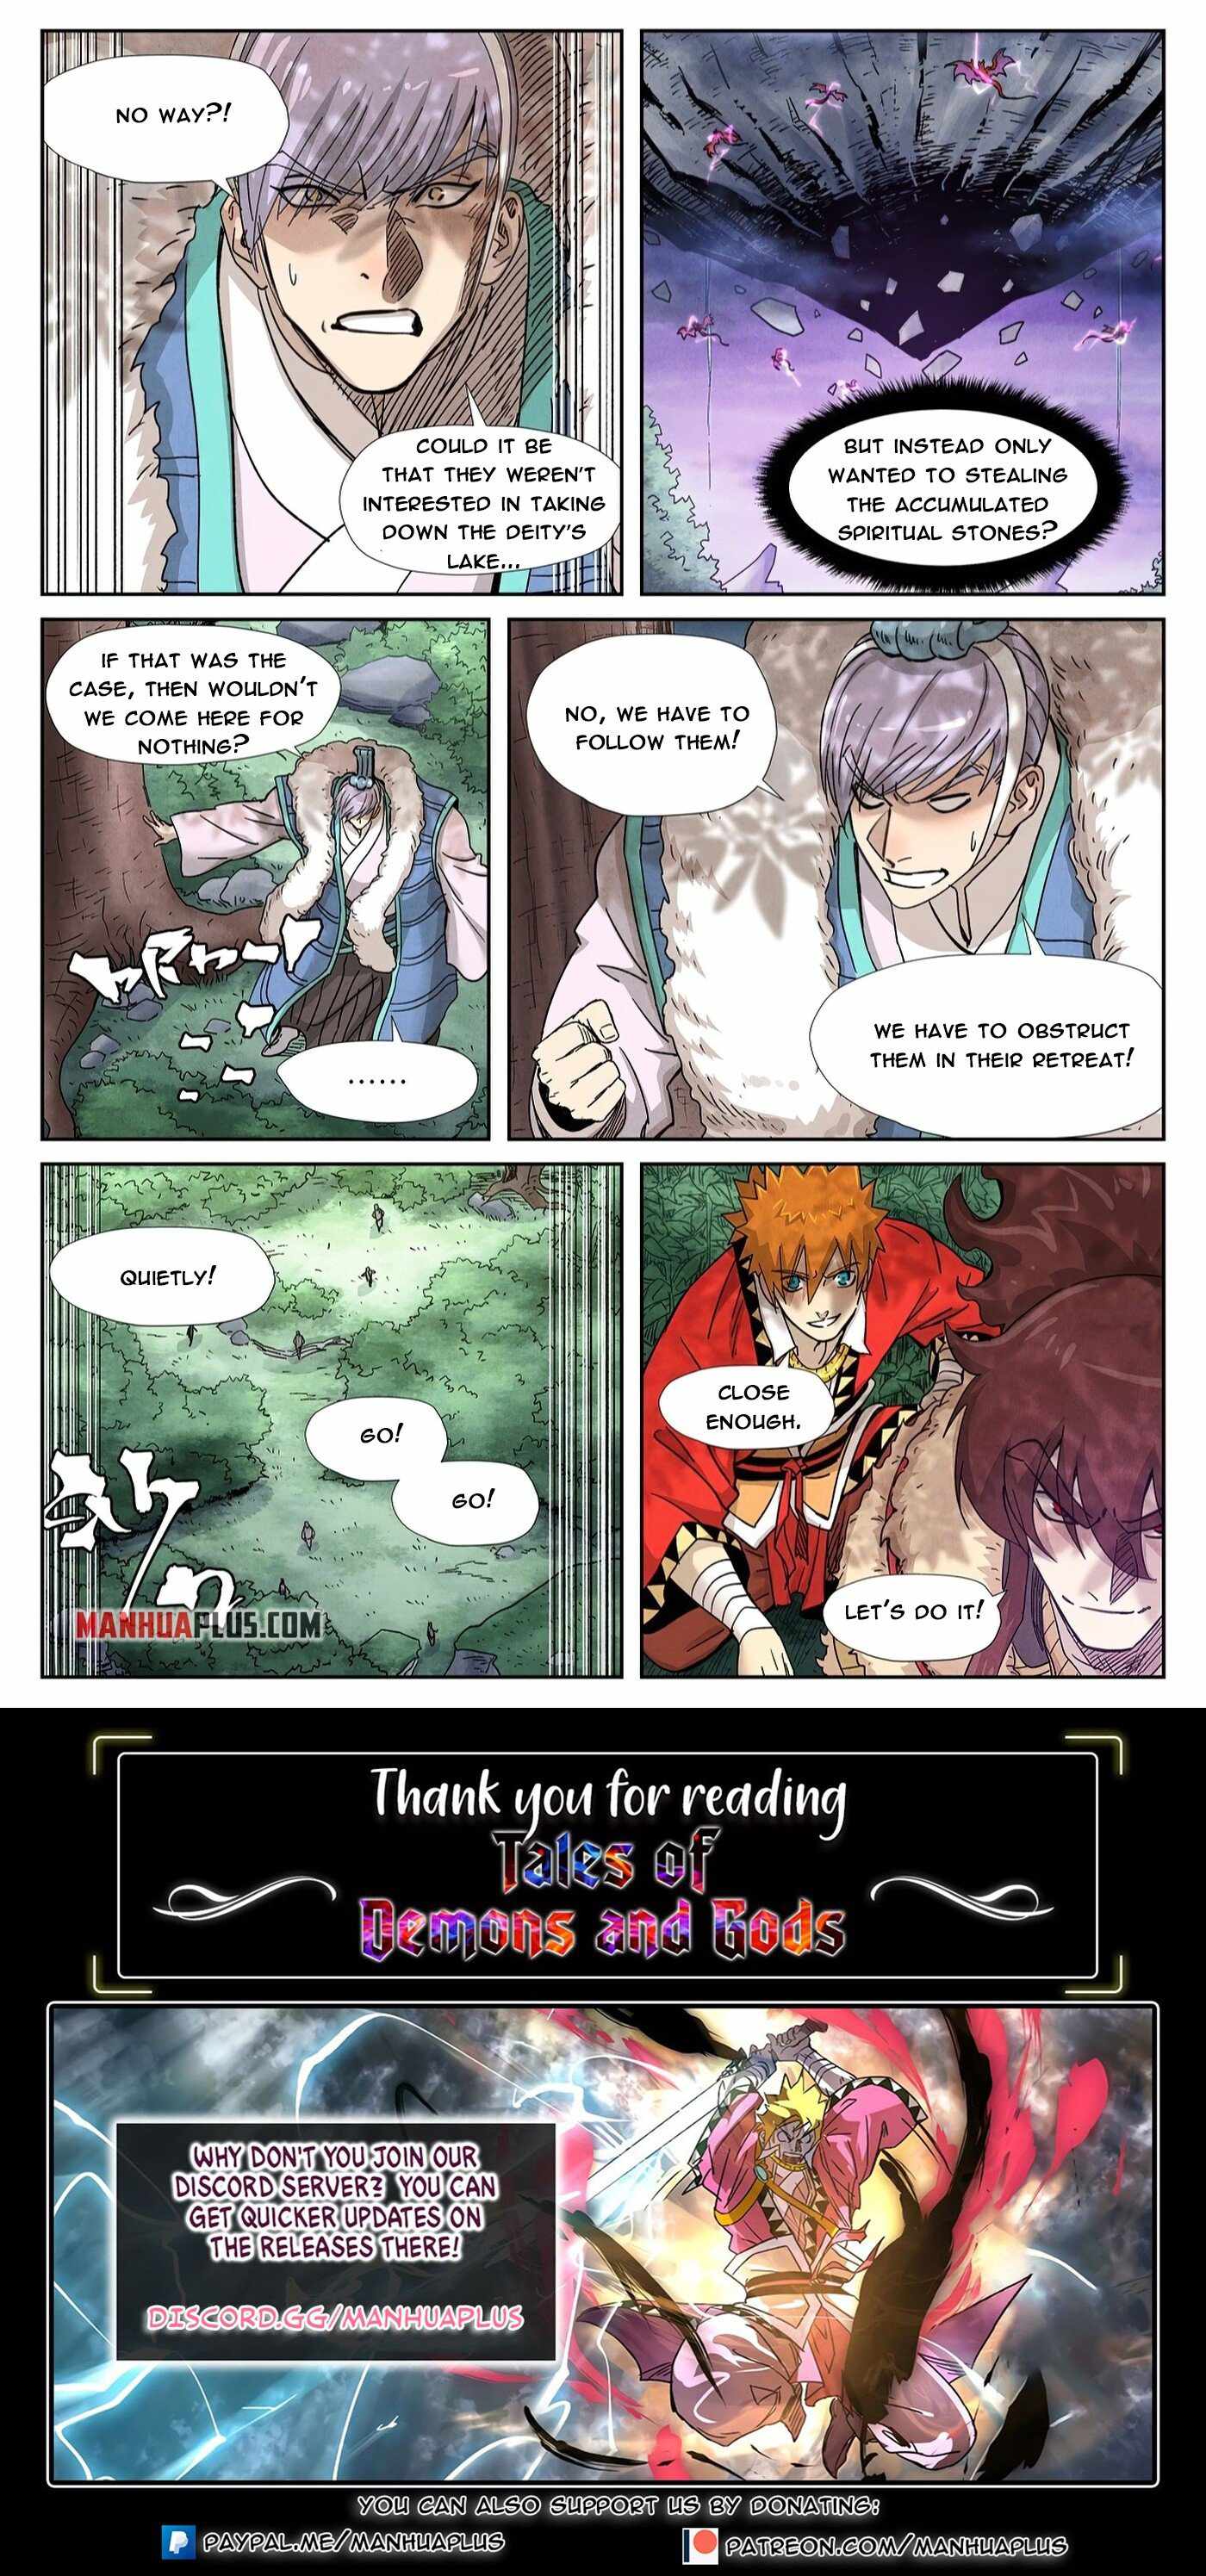 NO WAY?!
COULD IT BE
THAT THEY WEREN'T
INTERESTED IN TAKING
DOWN THE DEITY'S
LAKE...
BUT INSTEAD ONLY
WANTED TO STEALING
THE ACCUMULATED
SPIRITUAL STONES?
IF THAT WAS THE
CASE, THEN WOULDN'T
WE COME HERE FOR
NOTHING?
......
NO, WE HAVE TO
FOLLOW THEM!
WE HAVE TO OBSTRUCT
THEM IN THEIR RETREAT!
QUIETLY!
GO!
GO!
MANHUAPLUS.COM
CLOSE
ENOUGH.
LET'S DO IT!
Thank you for reading
Tales of
Demons and Gods
WHY DON'T YOU JOIN OUR
DISCORD SERVER? YOU CAN
GET QUICKER UPDATES ON
THE RELEASES THERE!
DISCORD.GG/MANHUAPLUS
YOU CAN ALSO SUPPORT US BY DONATING:
PAYPAL.ME/MANHUAPLUS
PATREON.COM/MANHUAPLUS